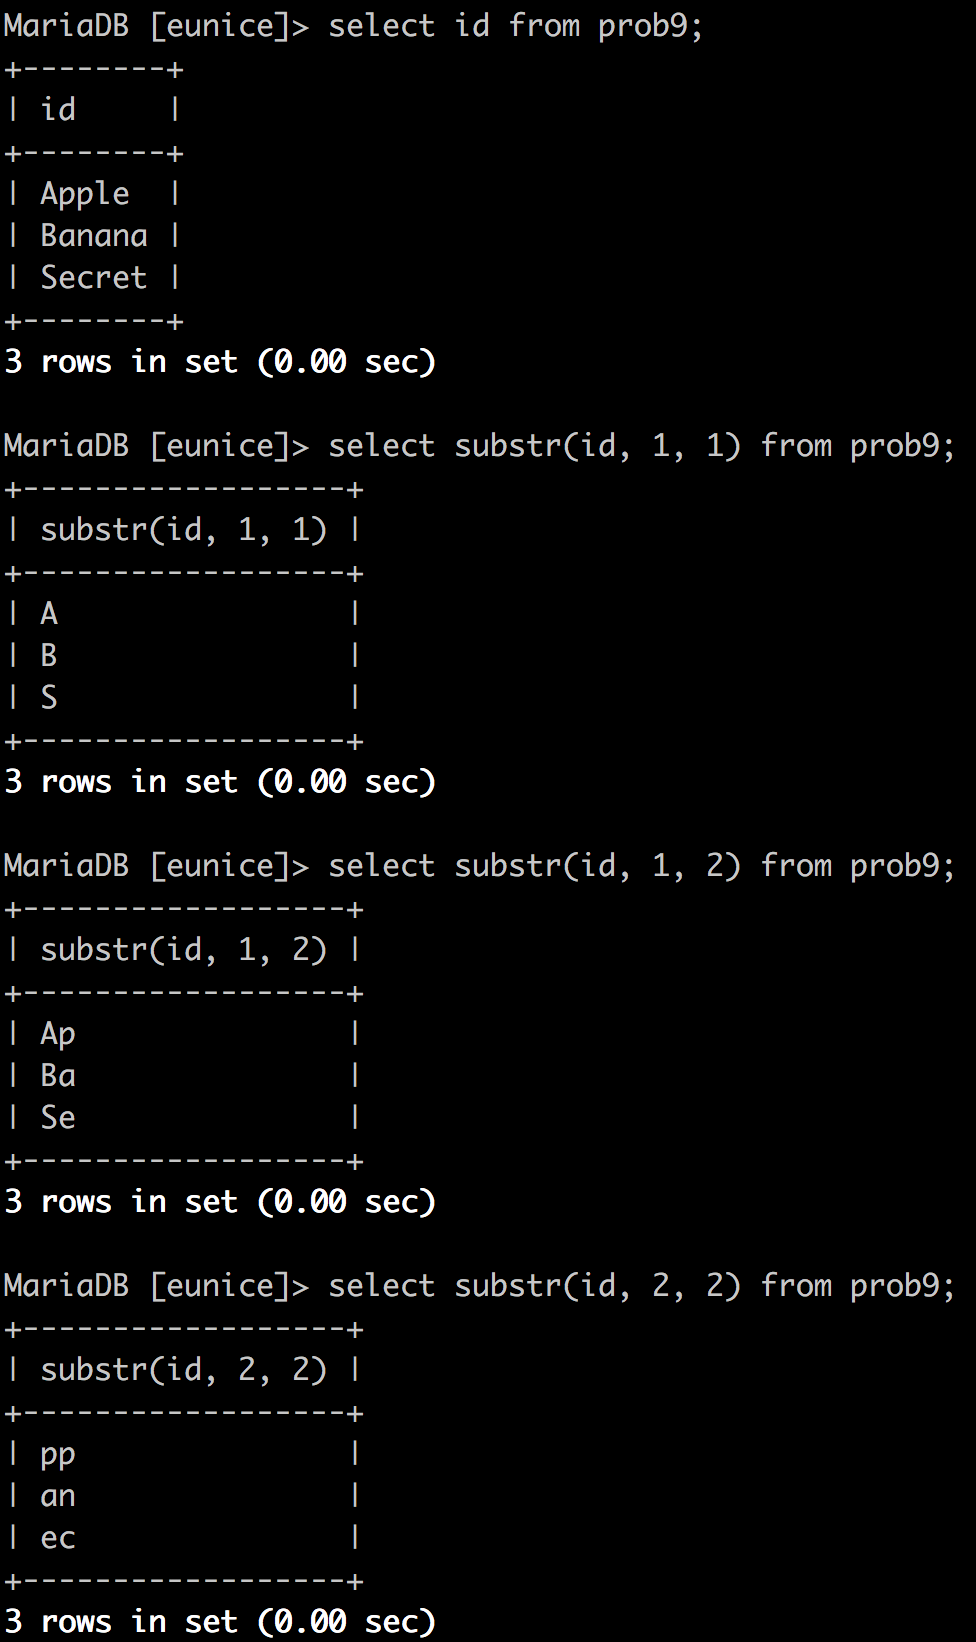 MariaDB [eunice]> select id from prob9;
+--------+
| id     |
+--------+
| Apple  |
| Banana |
| Secret |
+--------+
3 rows in set (0.00 sec)

MariaDB [eunice]> select substr(id, 1, 1) from prob9;
+------------------+
| substr(id, 1, 1) |
+------------------+
| A                |
| B                |
| S                |
+------------------+
3 rows in set (0.00 sec)

MariaDB [eunice]> select substr(id, 1, 2) from prob9;
+------------------+
| substr(id, 1, 2) |
+------------------+
| Ap               |
| Ba               |
| Se               |
+------------------+
3 rows in set (0.00 sec)

MariaDB [eunice]> select substr(id, 2, 2) from prob9;
+------------------+
| substr(id, 2, 2) |
+------------------+
| pp               |
| an               |
| ec               |
+------------------+
3 rows in set (0.00 sec)